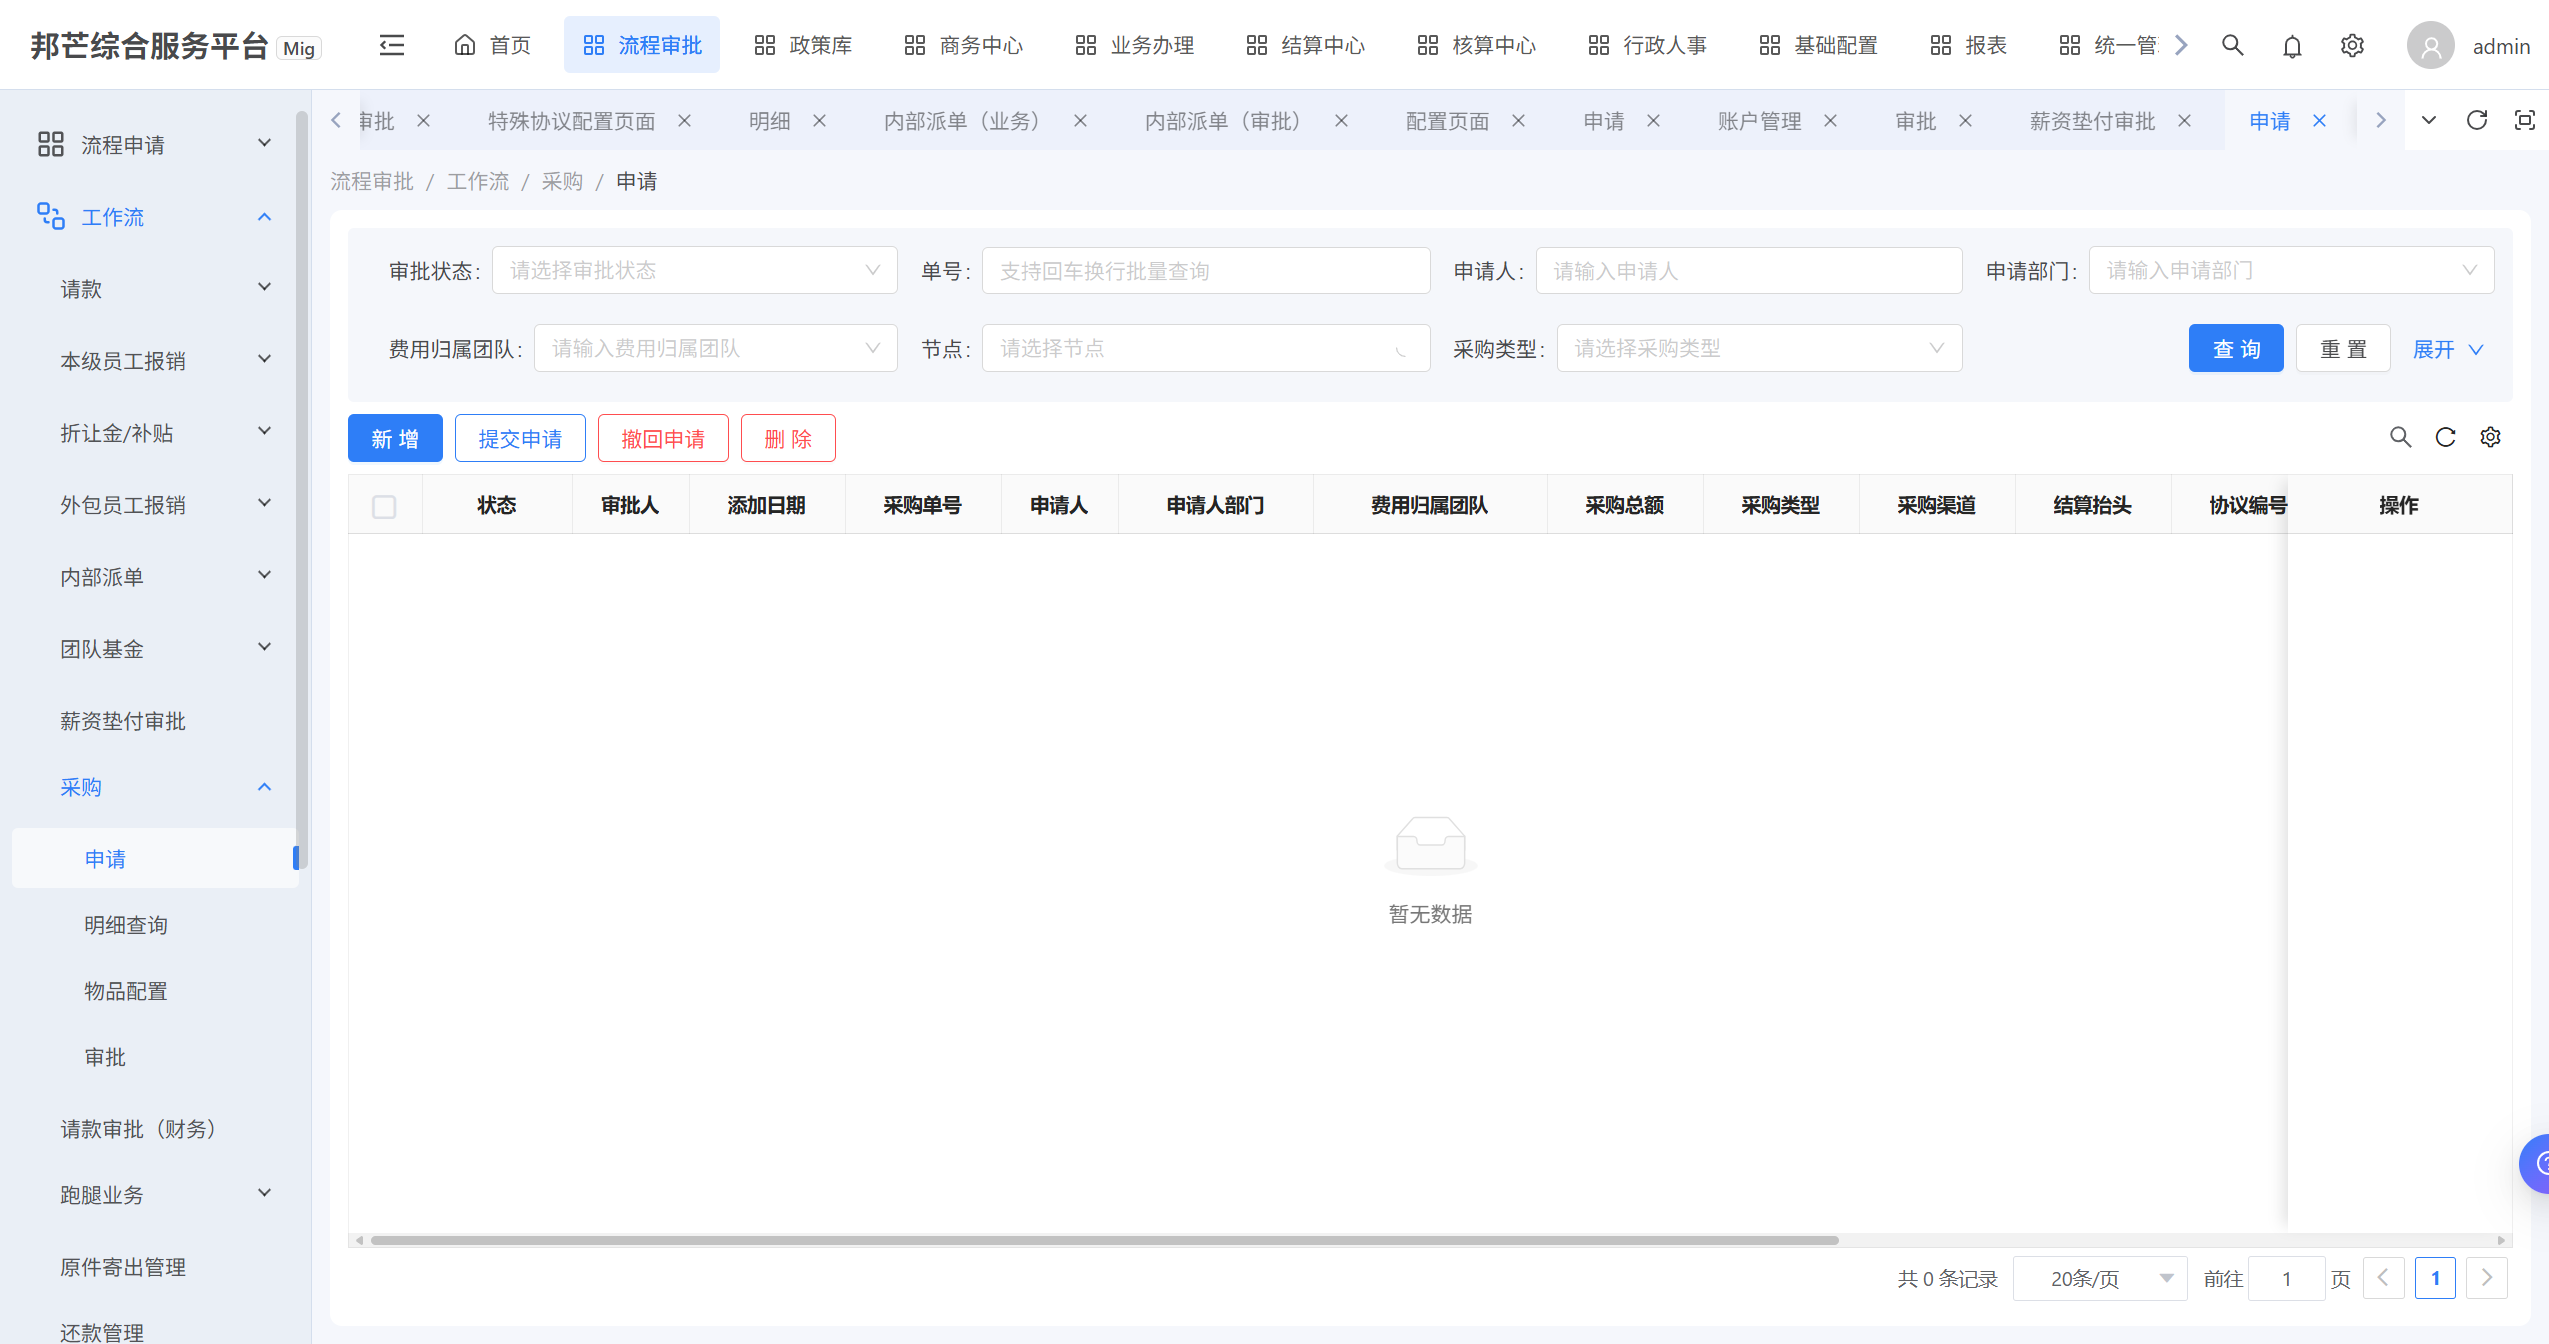 邦芒综合服务平台 Mig 首页 流程审批 政策库 商务中心 业务办理 结算中心 核算中心 行政人事 基础配置 报表 统一管 admin
审批 特殊协议配置页面 明细 内部派单（业务） 内部派单（审批） 配置页面 申请 账户管理 审批 薪资垫付审批 申请
流程审批 / 工作流 / 采购 / 申请
流程申请
工作流
请款
本级员工报销
折让金/补贴
外包员工报销
内部派单
团队基金
薪资垫付审批
采购
申请
明细查询
物品配置
审批
请款审批（财务）
跑腿业务
原件寄出管理
还款管理
审批状态: 请选择审批状态 单号: 支持回车换行批量查询 申请人: 请输入申请人 申请部门: 请输入申请部门
费用归属团队: 请输入费用归属团队 节点: 请选择节点 采购类型: 请选择采购类型 查 询 重 置 展开
新 增 提交申请 撤回申请 删 除
状态 审批人 添加日期 采购单号 申请人 申请人部门 费用归属团队 采购总额 采购类型 采购渠道 结算抬头 协议编号 操作
暂无数据
共 0 条记录 20条/页 前往 1 页 1